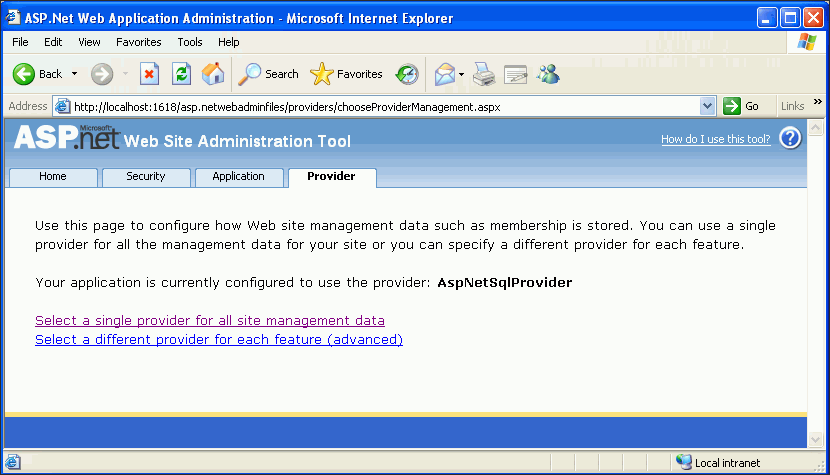 ASP.Net Web Application Administration - Microsoft Internet Explorer
File Edit View Favorites Tools Help
Back Search Favorites
Address http://localhost:1618/asp.netwebadminfiles/providers/chooseProviderManagement.aspx Go Links »
Microsoft
ASP.net Web Site Administration Tool How do I use this tool? ?
Home Security Application Provider
Use this page to configure how Web site management data such as membership is stored. You can use a single
provider for all the management data for your site or you can specify a different provider for each feature.
Your application is currently configured to use the provider: AspNetSqlProvider
Select a single provider for all site management data
Select a different provider for each feature (advanced)
Local intranet